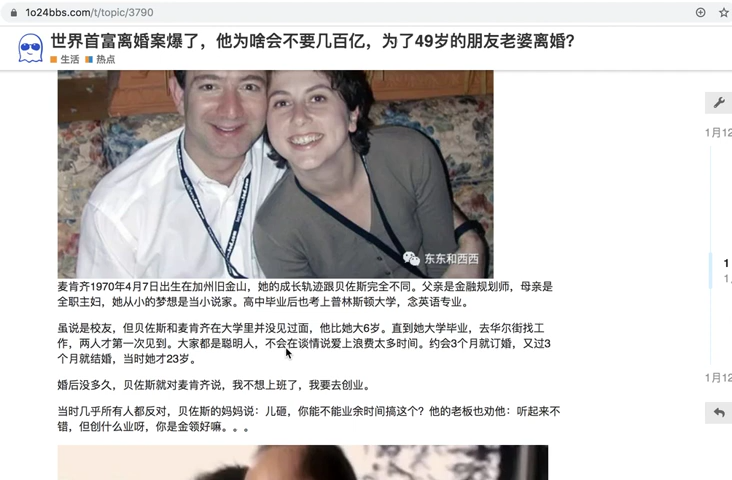 1o24bbs.com/t/topic/3790
世界首富离婚案爆了，他为啥会不要几百亿，为了49岁的朋友老婆离婚？
生活 热点
东东和西西
1月12
麦肯齐1970年4月7日出生在加州旧金山，她的成长轨迹跟贝佐斯完全不同。父亲是金融规划师，母亲是
全职主妇，她从小的梦想是当小说家。高中毕业后也考上普林斯顿大学，念英语专业。
虽说是校友，但贝佐斯和麦肯齐在大学里并没见过面，他比她大6岁。直到她大学毕业，去华尔街找工
作，两人才第一次见到。大家都是聪明人，不会在谈情说爱上浪费太多时间。约会3个月就订婚，又过3
个月就结婚，当时她才23岁。
婚后没多久，贝佐斯就对麦肯齐说，我不想上班了，我要去创业。
当时几乎所有人都反对，贝佐斯的妈妈说：儿砸，你能不能业余时间搞这个？他的老板也劝他：听起来不
错，但创什么业呀，你是金领好嘛。。。
1
1月12